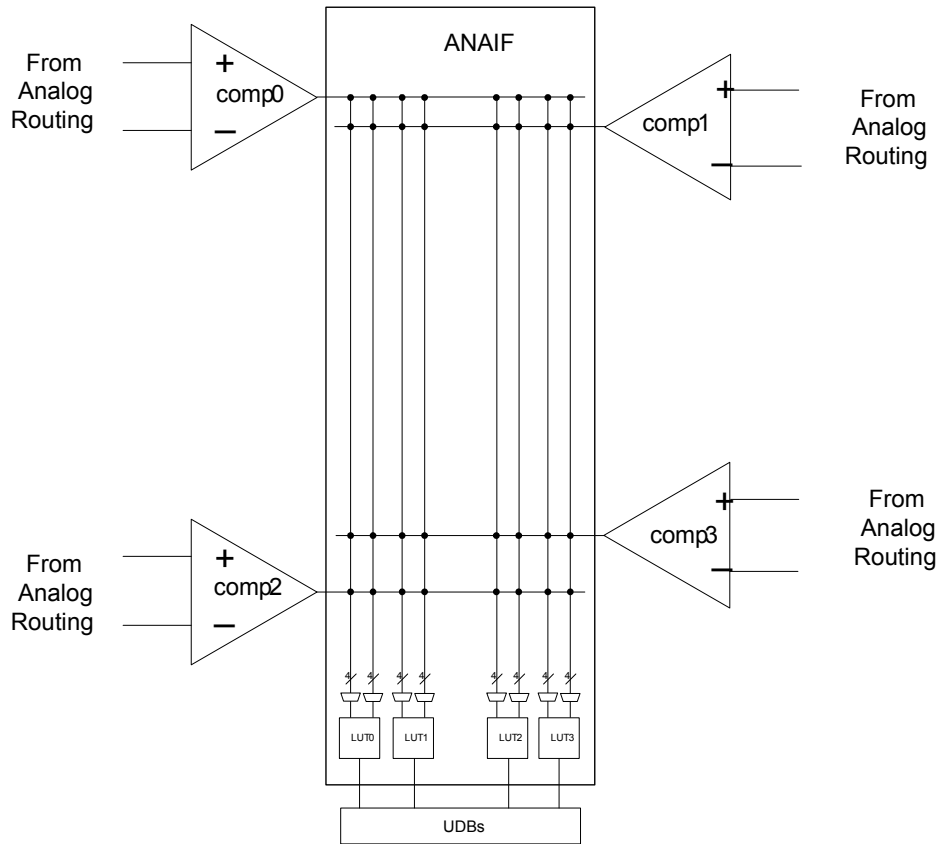 ANAIF
From
Analog
Routing
+
comp0
−
+
comp1
−
From
Analog
Routing
From
Analog
Routing
+
comp2
−
+
comp3
−
From
Analog
Routing
4 4 4 4 4 4 4 4
LUT0 LUT1 LUT2 LUT3
UDBs